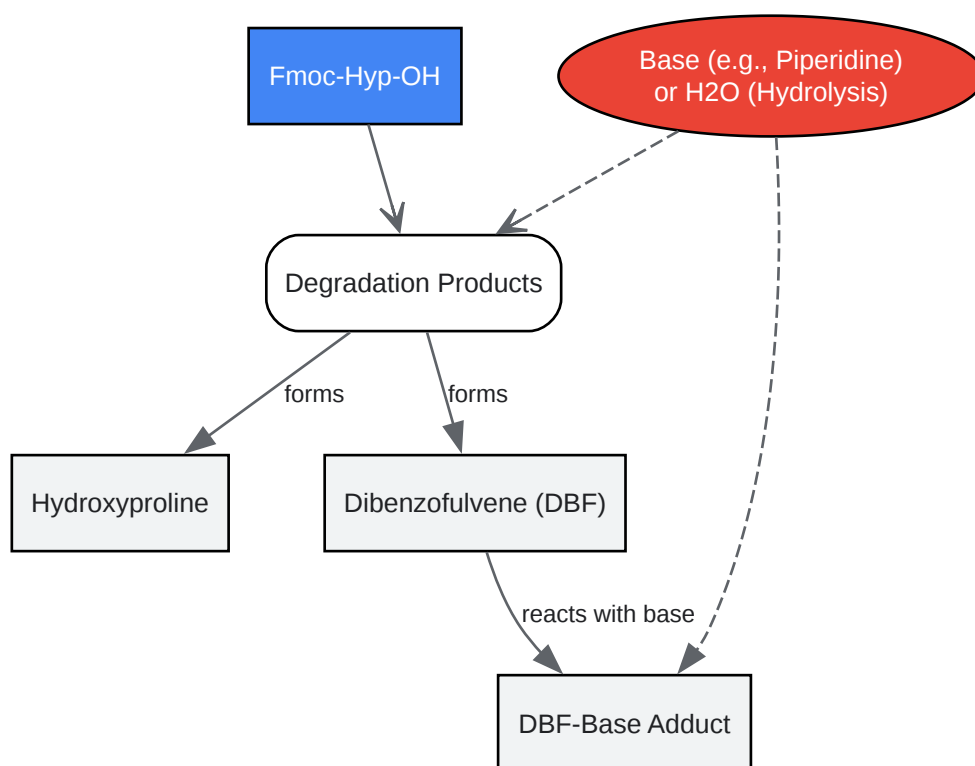 Fmoc-Hyp-OH
Base (e.g., Piperidine)
or H2O (Hydrolysis)
Degradation Products
forms
forms
Hydroxyproline
Dibenzofulvene (DBF)
reacts with base
DBF-Base Adduct